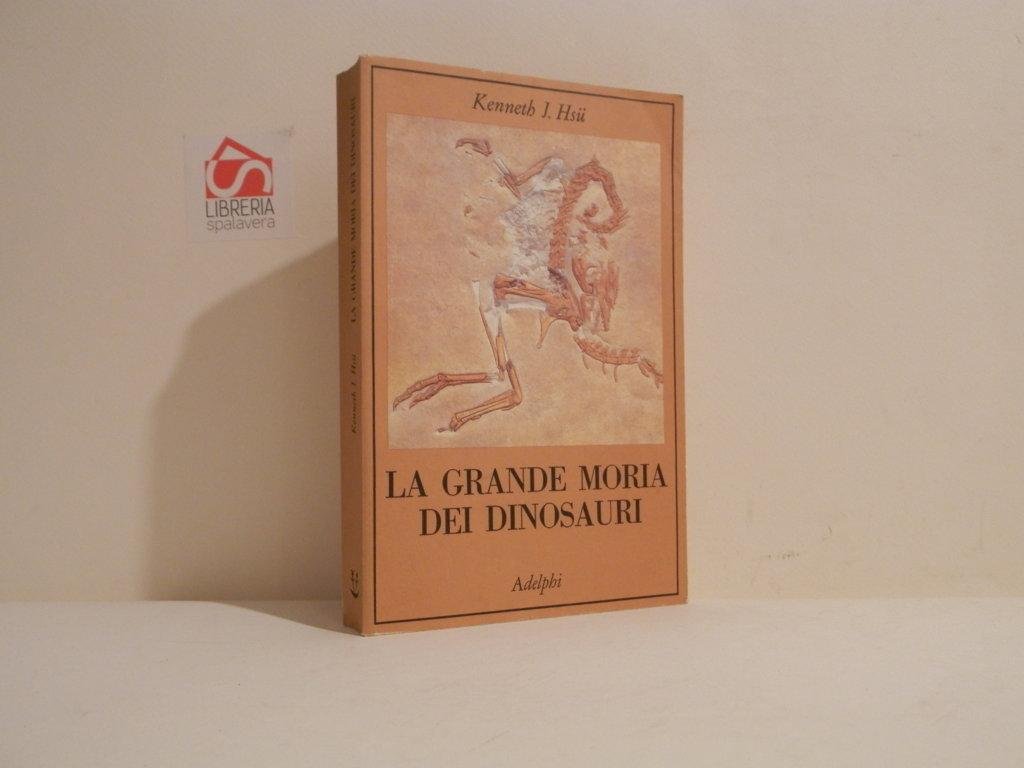 Kenneth J. Hsü
LA GRANDE MORIA
DEI DINOSAURI
Adelphi
Kenneth J. Hsü LA GRANDE MORIA DEI DINOSAURI
LIBRERIA
spalavera